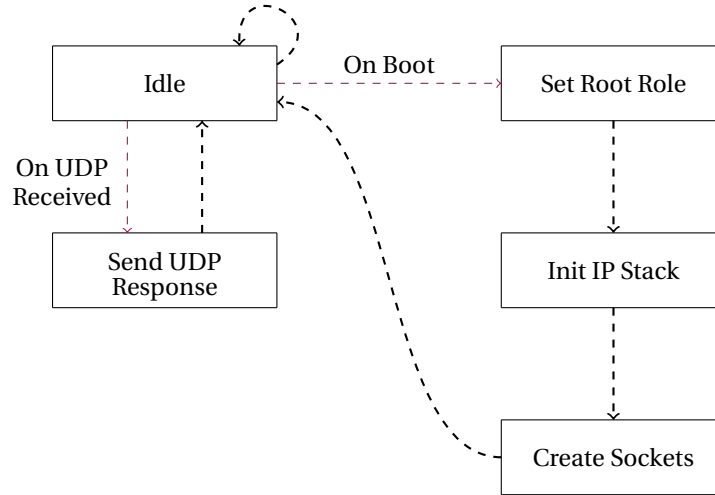 Idle
On Boot
Set Root Role
On UDP
Received
Send UDP
Response
Init IP Stack
Create Sockets